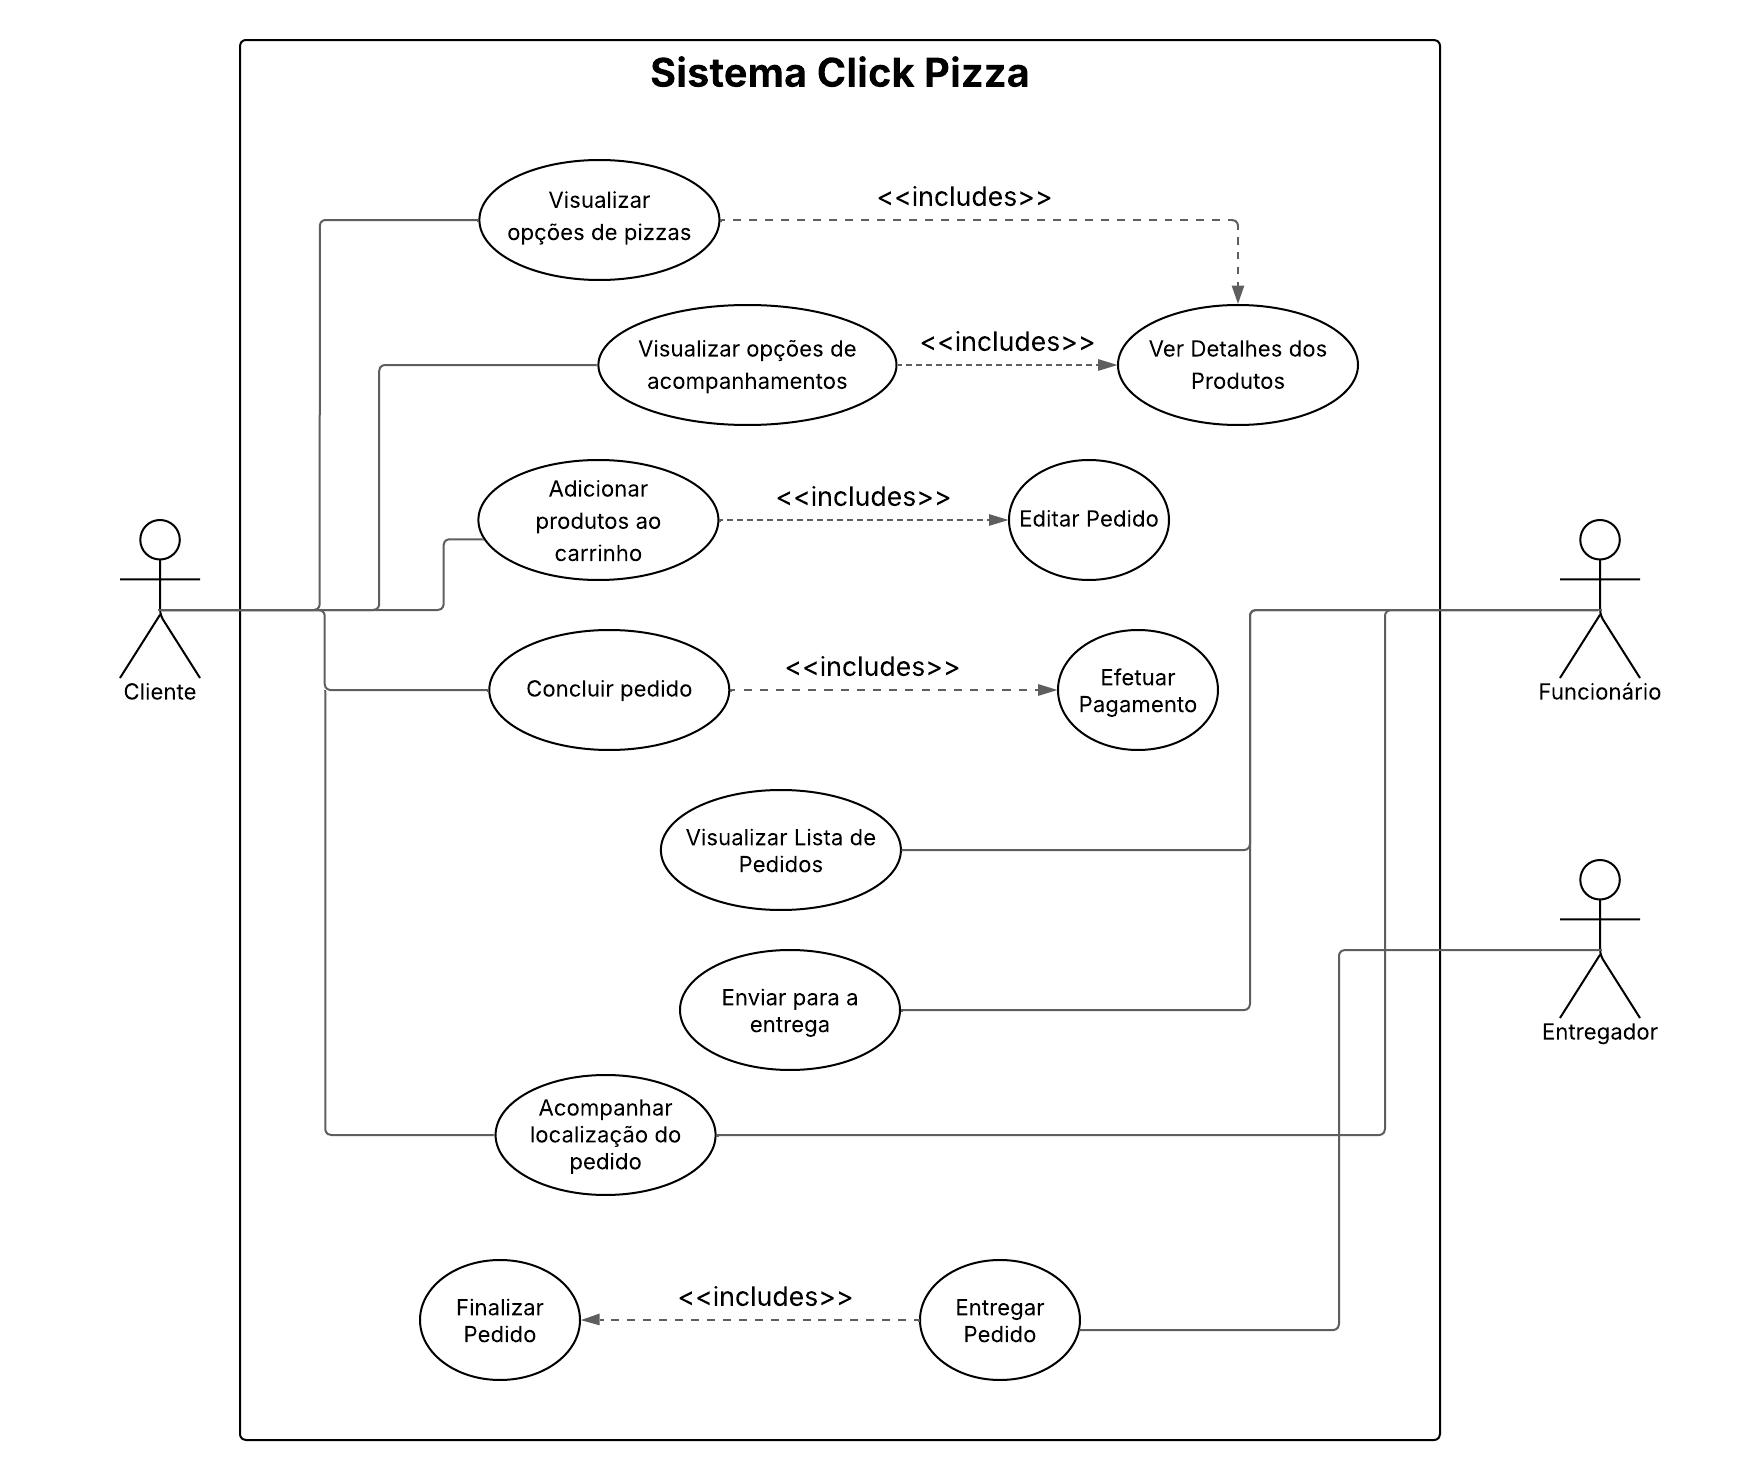 Sistema Click Pizza
Visualizar
opções de pizzas
<<includes>>
Visualizar opções de
acompanhamentos
<<includes>>
Ver Detalhes dos
Produtos
Adicionar
produtos ao
carrinho
<<includes>>
Editar Pedido
Cliente
Funcionário
Concluir pedido
<<includes>>
Efetuar
Pagamento
Visualizar Lista de
Pedidos
Enviar para a
entrega
Entregador
Acompanhar
localização do
pedido
Finalizar
Pedido
<<includes>>
Entregar
Pedido